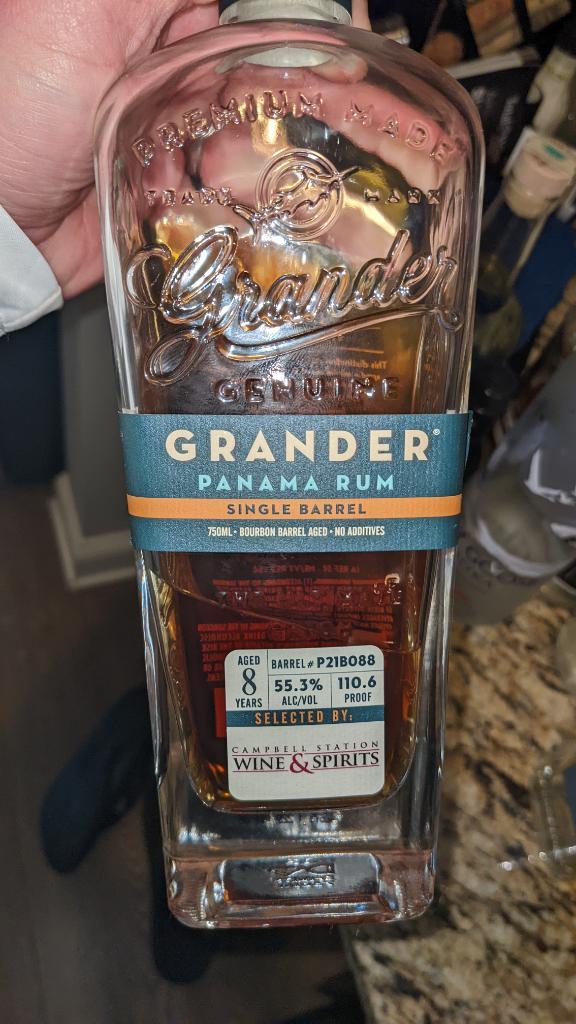 PREMIUM MADE
TRADE MARK
Grander
GENUINE
GRANDER®
PANAMA RUM
SINGLE BARREL
750ML • BOURBON BARREL AGED • NO ADDITIVES
AGED 8 YEARS
BARREL # P21B088
55.3% ALC/VOL
110.6 PROOF
SELECTED BY:
CAMPBELL STATION
WINE & SPIRITS